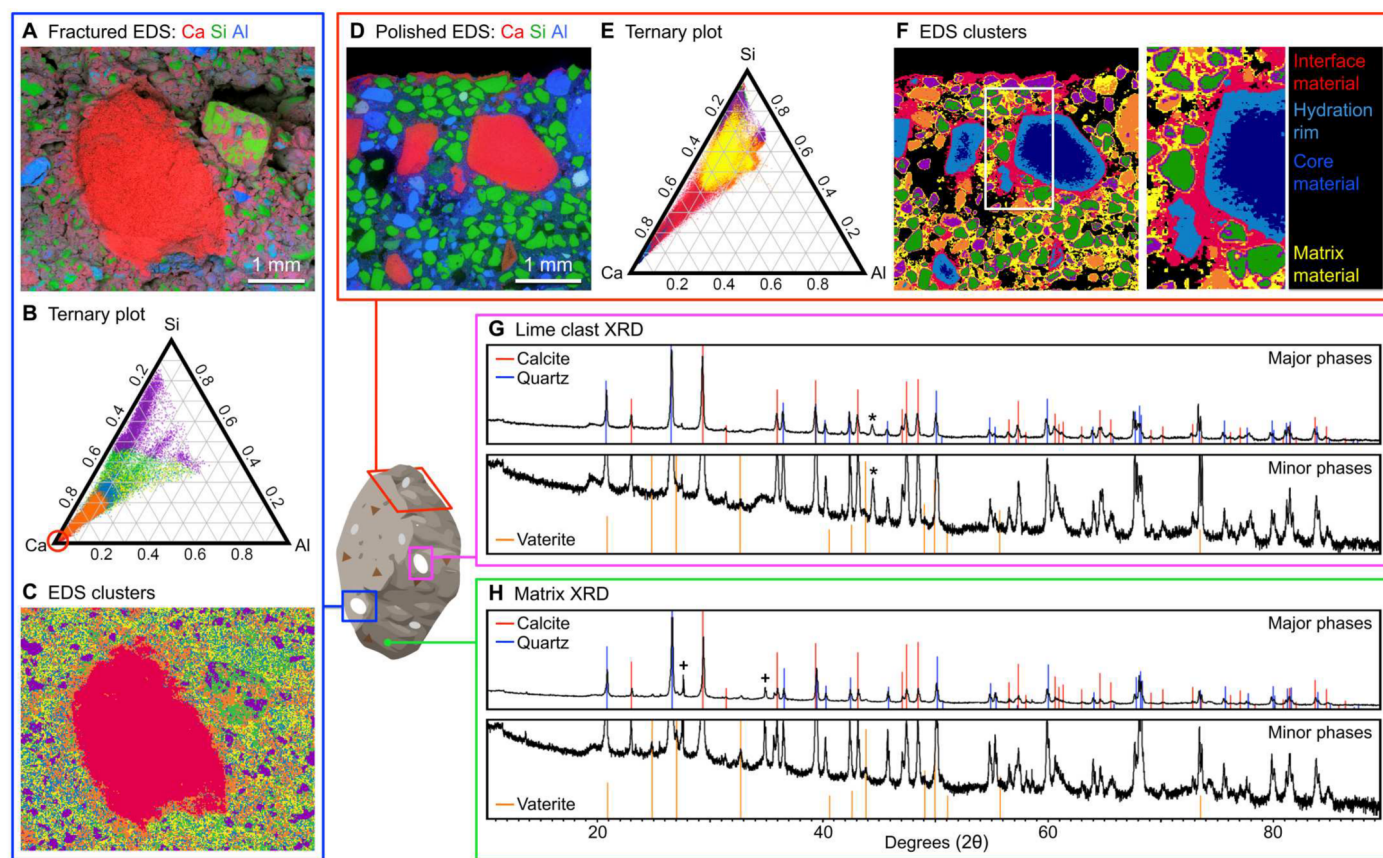 A Fractured EDS: Ca Si Al
1 mm
B Ternary plot
Si
0.2
0.8
0.4
0.6
0.6
0.4
0.8
0.2
Ca
0.2
0.4
0.6
0.8
Al
C EDS clusters
D Polished EDS: Ca Si Al
1 mm
E Ternary plot
Si
0.2
0.8
0.4
0.6
0.6
0.4
0.8
0.2
Ca
0.2
0.4
0.6
0.8
Al
F EDS clusters
Interface
material
Hydration
rim
Core
material
Matrix
material
G Lime clast XRD
Calcite
Quartz
Major phases
*
Minor phases
*
Vaterite
H Matrix XRD
Calcite
Quartz
Major phases
+ +
Minor phases
Vaterite
20 40 60 80
Degrees (2θ)